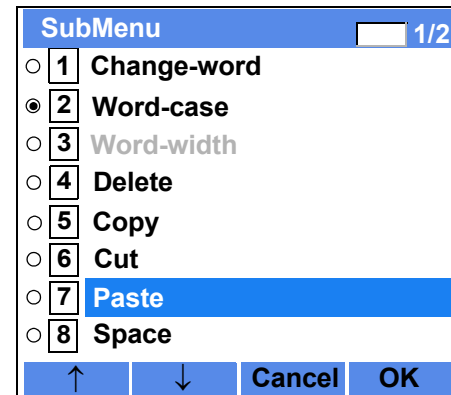 SubMenu 1/2
1 Change-word
2 Word-case
3 Word-width
4 Delete
5 Copy
6 Cut
7 Paste
8 Space
↑ ↓ Cancel OK